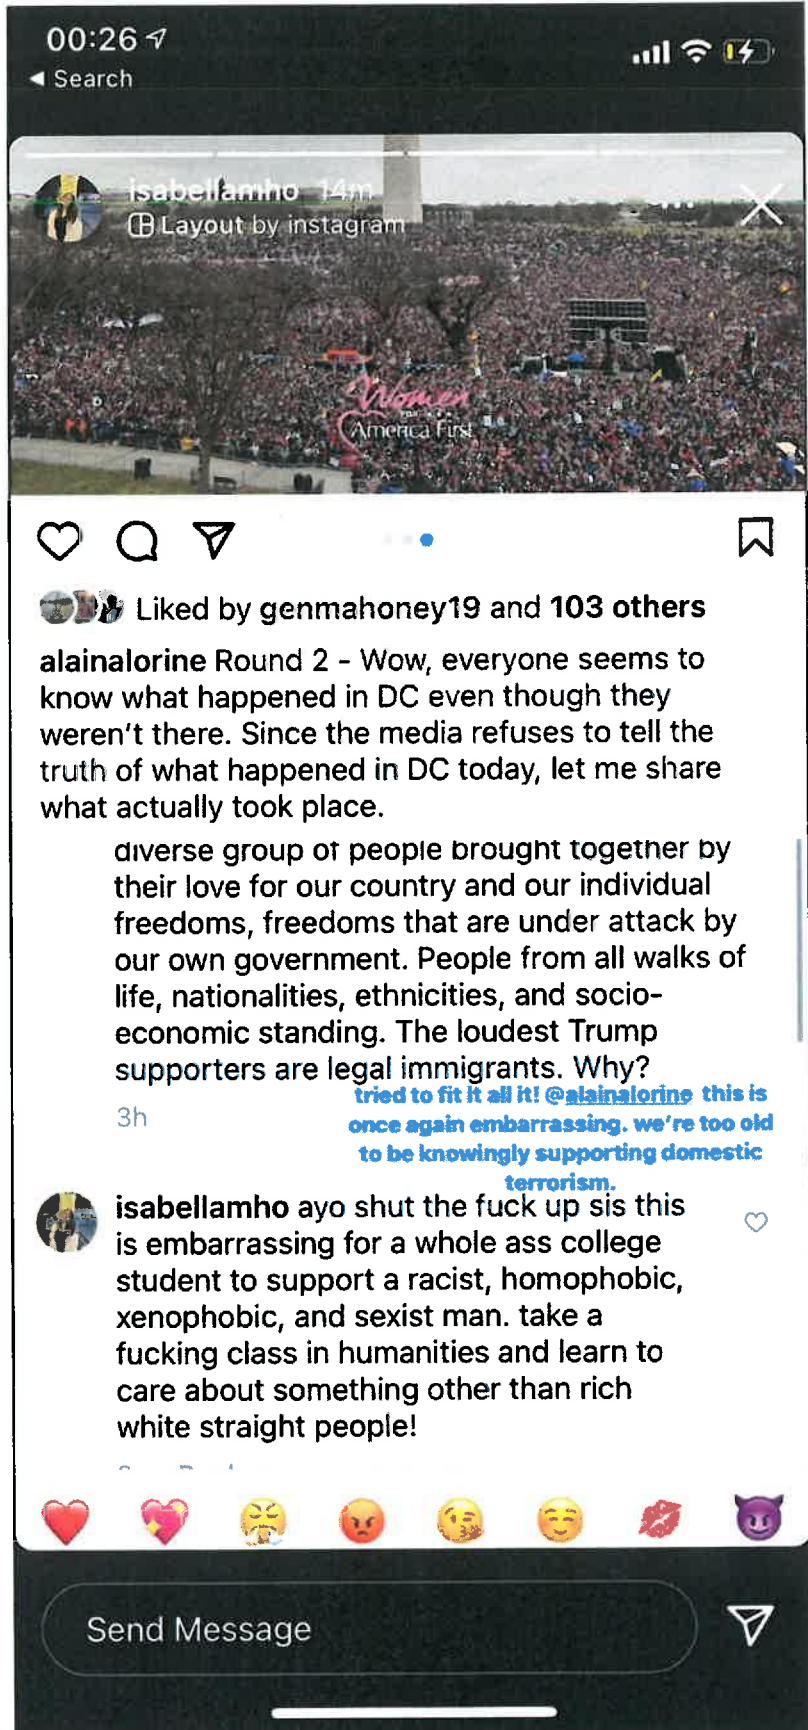 00:26
◀ Search
isabellamho 14m
Layout by instagram
Women
America First
Liked by genmahoney19 and 103 others
alainalorine Round 2 - Wow, everyone seems to
know what happened in DC even though they
weren't there. Since the media refuses to tell the
truth of what happened in DC today, let me share
what actually took place.
diverse group of people brought together by
their love for our country and our individual
freedoms, freedoms that are under attack by
our own government. People from all walks of
life, nationalities, ethnicities, and socio-
economic standing. The loudest Trump
supporters are legal immigrants. Why?
3h
tried to fit it all it! @alainalorine this is
once again embarrassing. we're too old
to be knowingly supporting domestic
terrorism.
isabellamho ayo shut the fuck up sis this
is embarrassing for a whole ass college
student to support a racist, homophobic,
xenophobic, and sexist man. take a
fucking class in humanities and learn to
care about something other than rich
white straight people!
Send Message